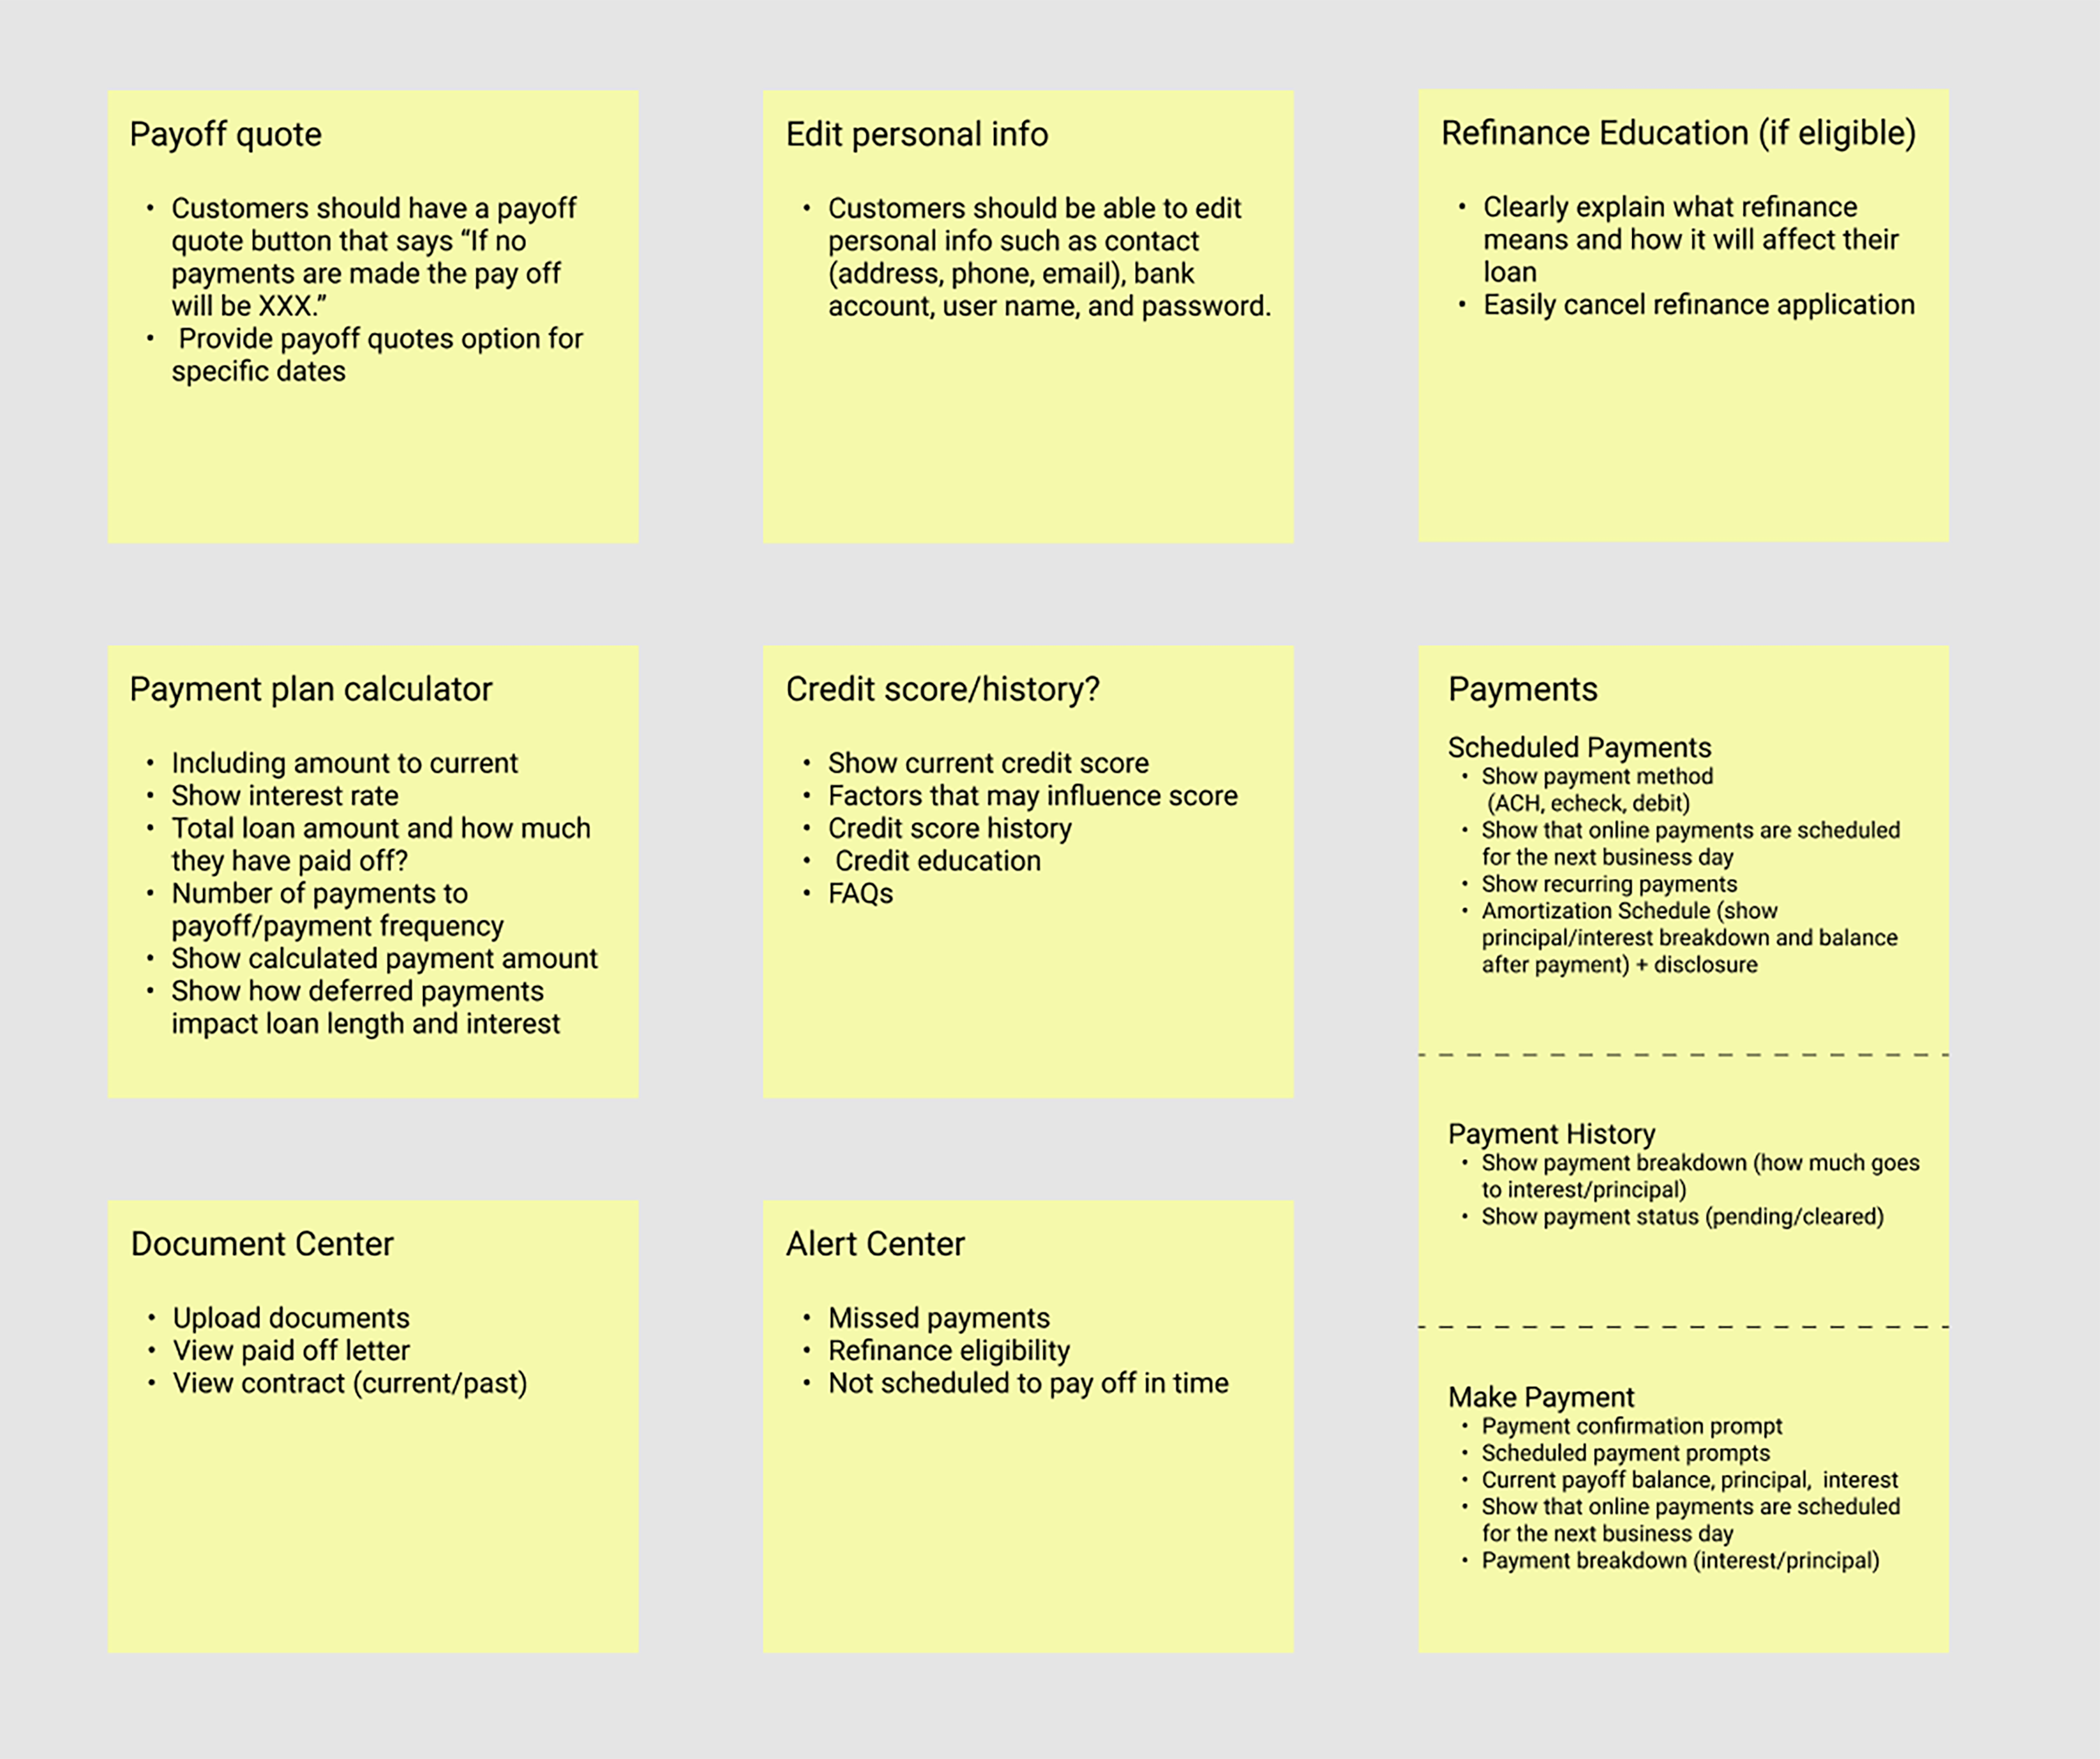 Payoff quote
• Customers should have a payoff
quote button that says “If no
payments are made the pay off
will be XXX.”
• Provide payoff quotes option for
specific dates
Edit personal info
• Customers should be able to edit
personal info such as contact
(address, phone, email), bank
account, user name, and password.
Refinance Education (if eligible)
• Clearly explain what refinance
means and how it will affect their
loan
• Easily cancel refinance application
Payment plan calculator
• Including amount to current
• Show interest rate
• Total loan amount and how much
they have paid off?
• Number of payments to
payoff/payment frequency
• Show calculated payment amount
• Show how deferred payments
impact loan length and interest
Credit score/history?
• Show current credit score
• Factors that may influence score
• Credit score history
• Credit education
• FAQs
Payments
Scheduled Payments
• Show payment method
(ACH, echeck, debit)
• Show that online payments are scheduled
for the next business day
• Show recurring payments
• Amortization Schedule (show
principal/interest breakdown and balance
after payment) + disclosure
Payment History
• Show payment breakdown (how much goes
to interest/principal)
• Show payment status (pending/cleared)
Make Payment
• Payment confirmation prompt
• Scheduled payment prompts
• Current payoff balance, principal, interest
• Show that online payments are scheduled
for the next business day
• Payment breakdown (interest/principal)
Document Center
• Upload documents
• View paid off letter
• View contract (current/past)
Alert Center
• Missed payments
• Refinance eligibility
• Not scheduled to pay off in time